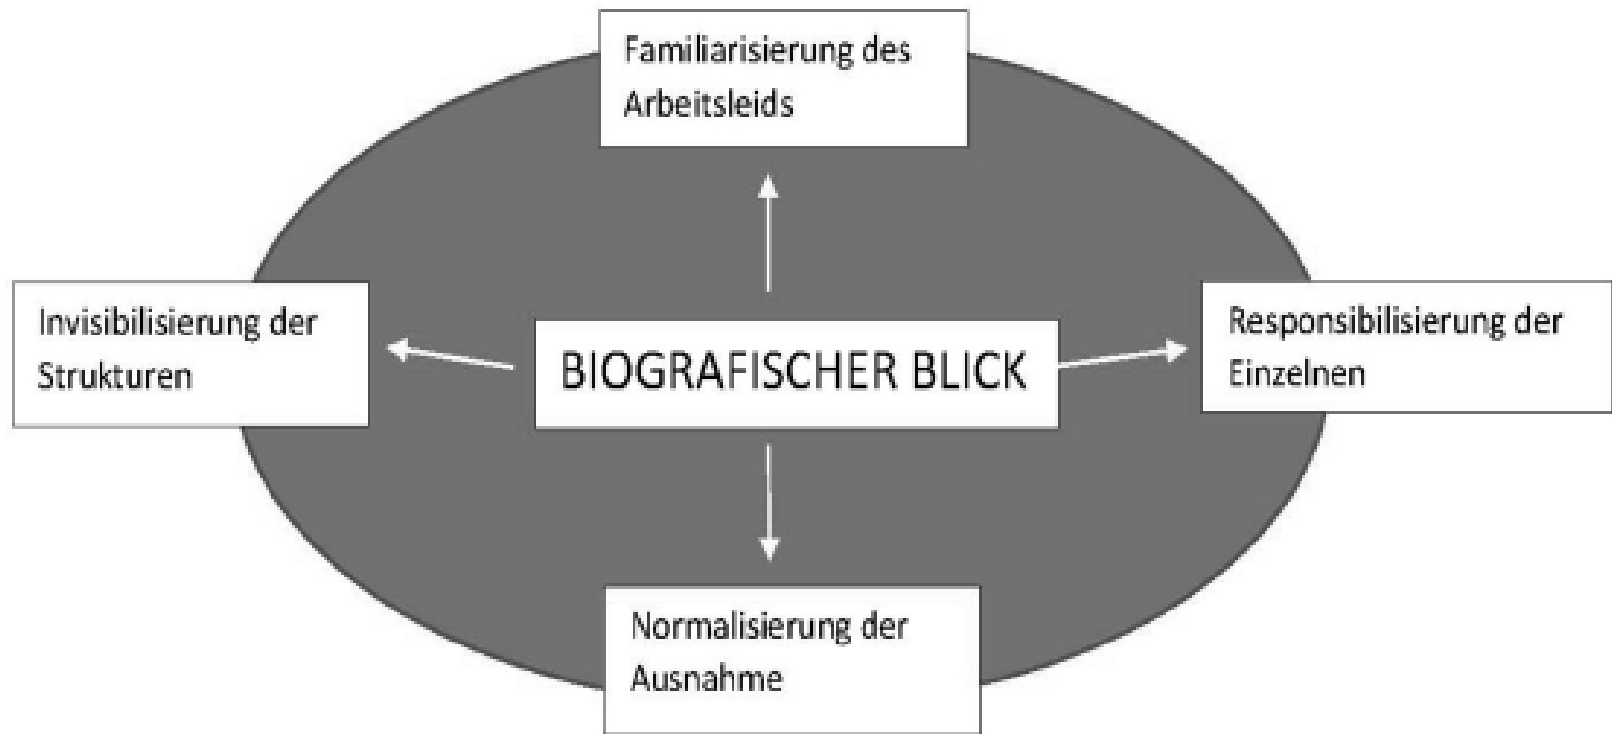 Familiarisierung des
Arbeitsleids
Invisibilisierung der
Strukturen
BIOGRAFISCHER BLICK
Responsibilisierung der
Einzelnen
Normalisierung der
Ausnahme